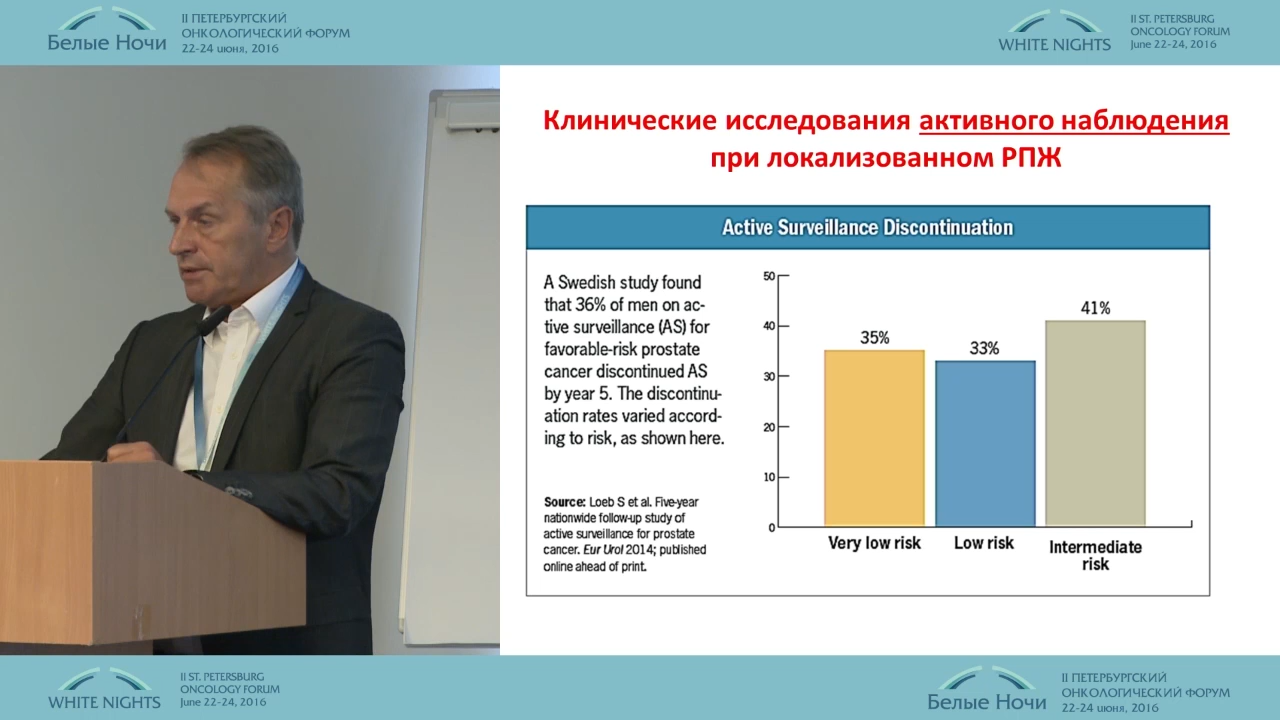 II ПЕТЕРБУРГСКИЙ
ОНКОЛОГИЧЕСКИЙ ФОРУМ
Белые Ночи
22-24 июня, 2016
II ST. PETERSBURG
ONCOLOGY FORUM
WHITE NIGHTS
June 22-24, 2016
Клинические исследования активного наблюдения
при локализованном РПЖ
Active Surveillance Discontinuation
A Swedish study found
that 36% of men on ac-
tive surveillance (AS) for
favorable-risk prostate
cancer discontinued AS
by year 5. The discontinu-
ation rates varied accord-
ing to risk, as shown here.
Source: Loeb S et al. Five-year
nationwide follow-up study of
active surveillance for prostate
cancer. Eur Urol 2014; published
online ahead of print.
50
40
30
20
10
0
35%
33%
41%
Very low risk
Low risk
Intermediate
risk
II ST. PETERSBURG
ONCOLOGY FORUM
WHITE NIGHTS
June 22-24, 2016
II ПЕТЕРБУРГСКИЙ
ОНКОЛОГИЧЕСКИЙ ФОРУМ
Белые Ночи
22-24 июня, 2016